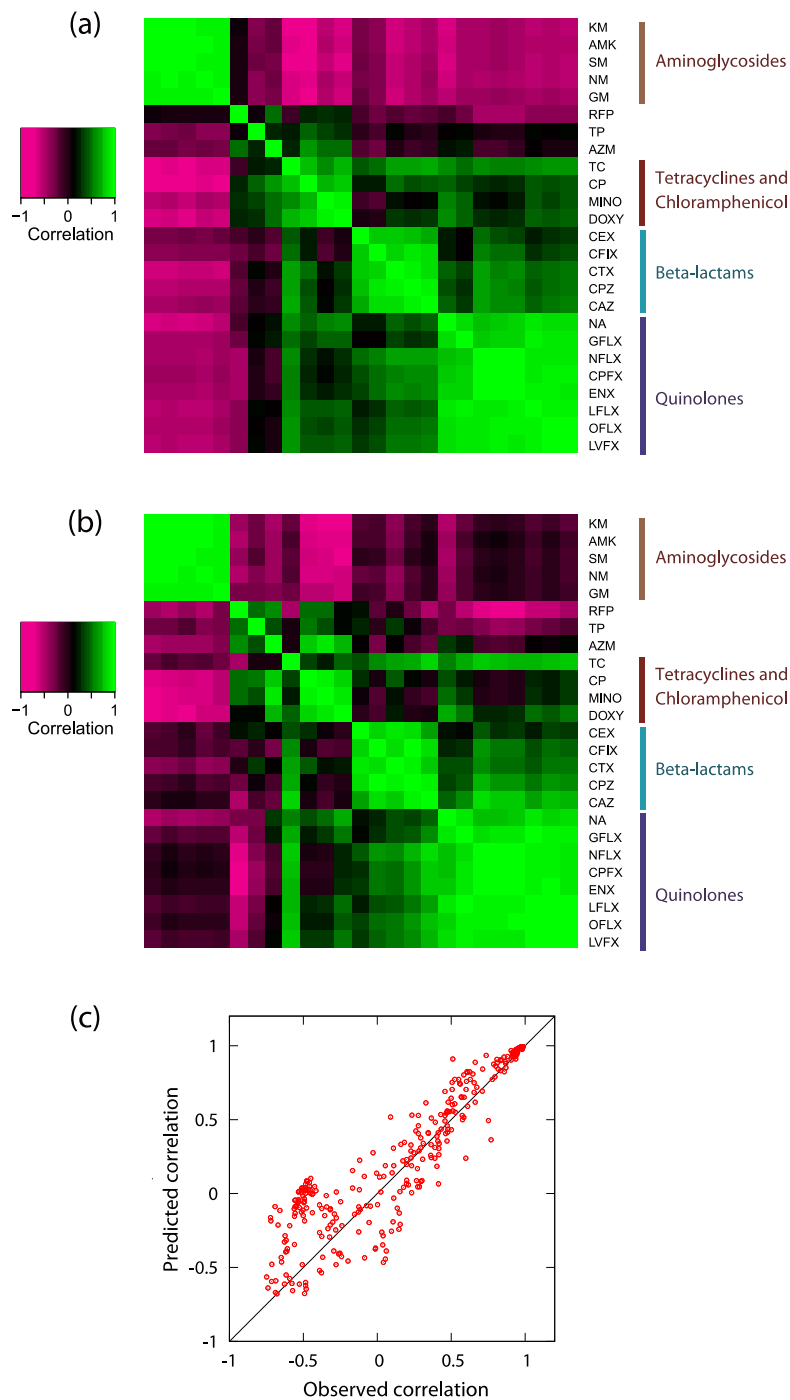 (a)
KM
AMK
SM
NM
GM
Aminoglycosides
RFP
TP
AZM
TC
CP
MINO
DOXY
Tetracyclines and
Chloramphenicol
−1 0 1
Correlation
CEX
CFIX
CTX
CPZ
CAZ
Beta-lactams
NA
GFLX
NFLX
CPFX
ENX
LFLX
OFLX
LVFX
Quinolones
(b)
KM
AMK
SM
NM
GM
Aminoglycosides
RFP
TP
AZM
TC
CP
MINO
DOXY
Tetracyclines and
Chloramphenicol
−1 0 1
Correlation
CEX
CFIX
CTX
CPZ
CAZ
Beta-lactams
NA
GFLX
NFLX
CPFX
ENX
LFLX
OFLX
LVFX
Quinolones
(c)
1
0.5
0
-0.5
-1
Predicted correlation
-1 -0.5 0 0.5 1
Observed correlation